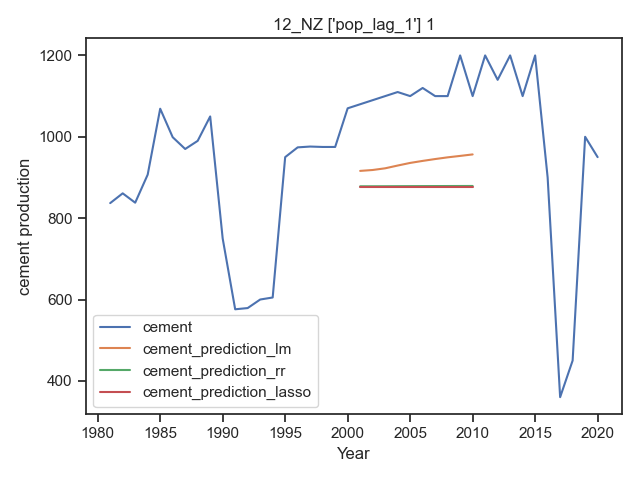 12_NZ ['pop_lag_1'] 1
cement production
1200
1000
800
600
400
cement
cement_prediction_lm
cement_prediction_rr
cement_prediction_lasso
1980 1985 1990 1995 2000 2005 2010 2015 2020
Year